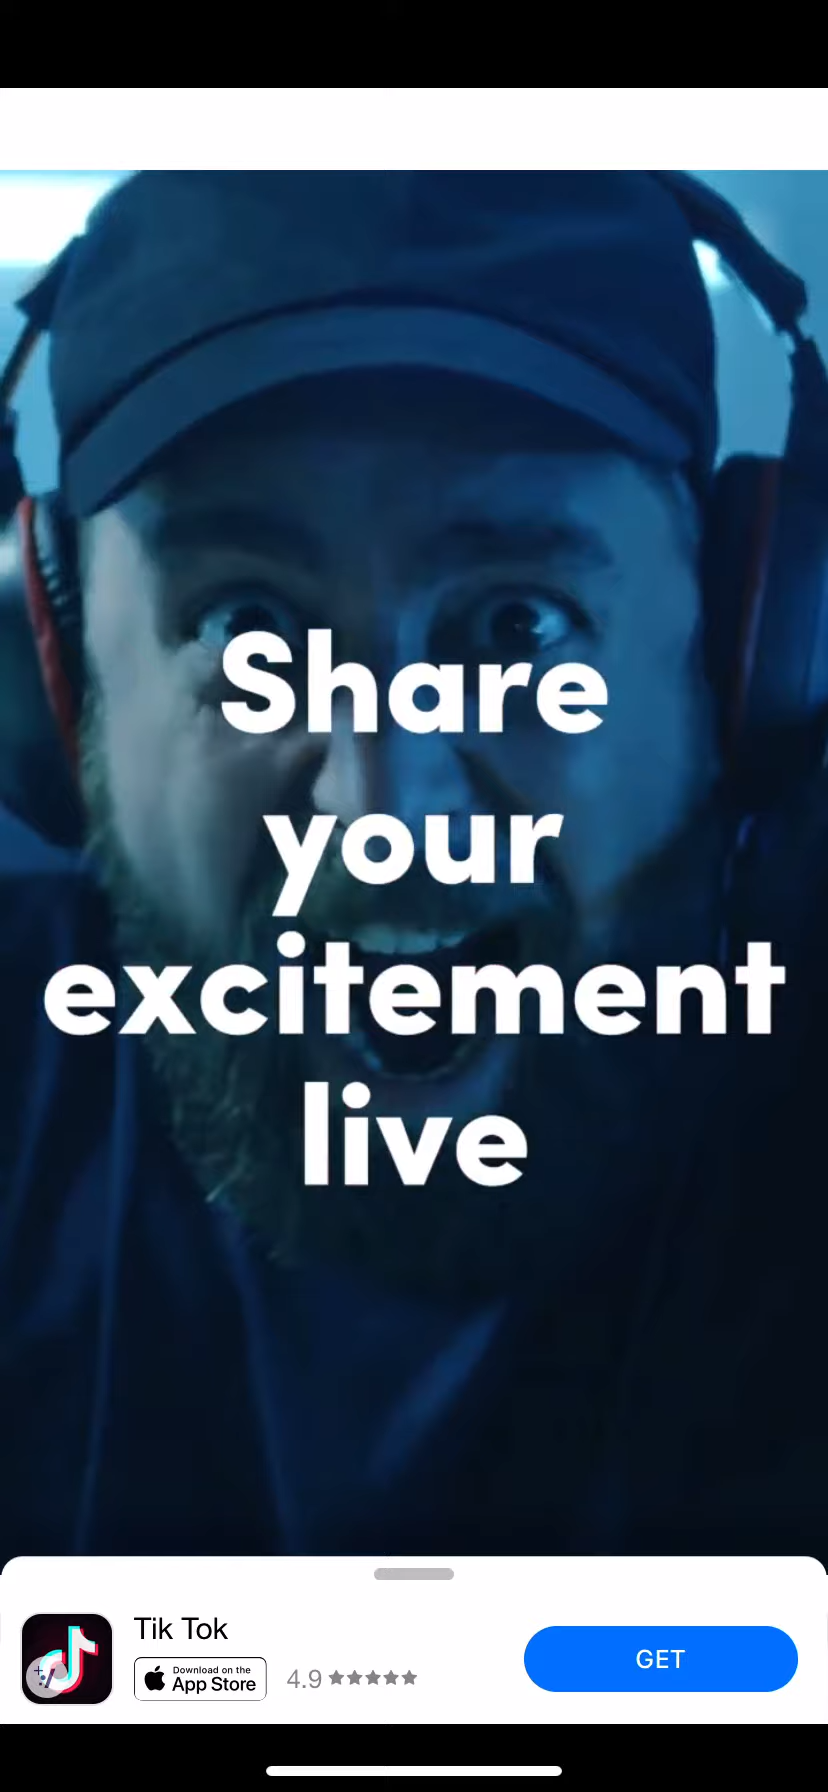 Share
your
excitement
live
Tik Tok
Download on the
App Store
4.9
GET